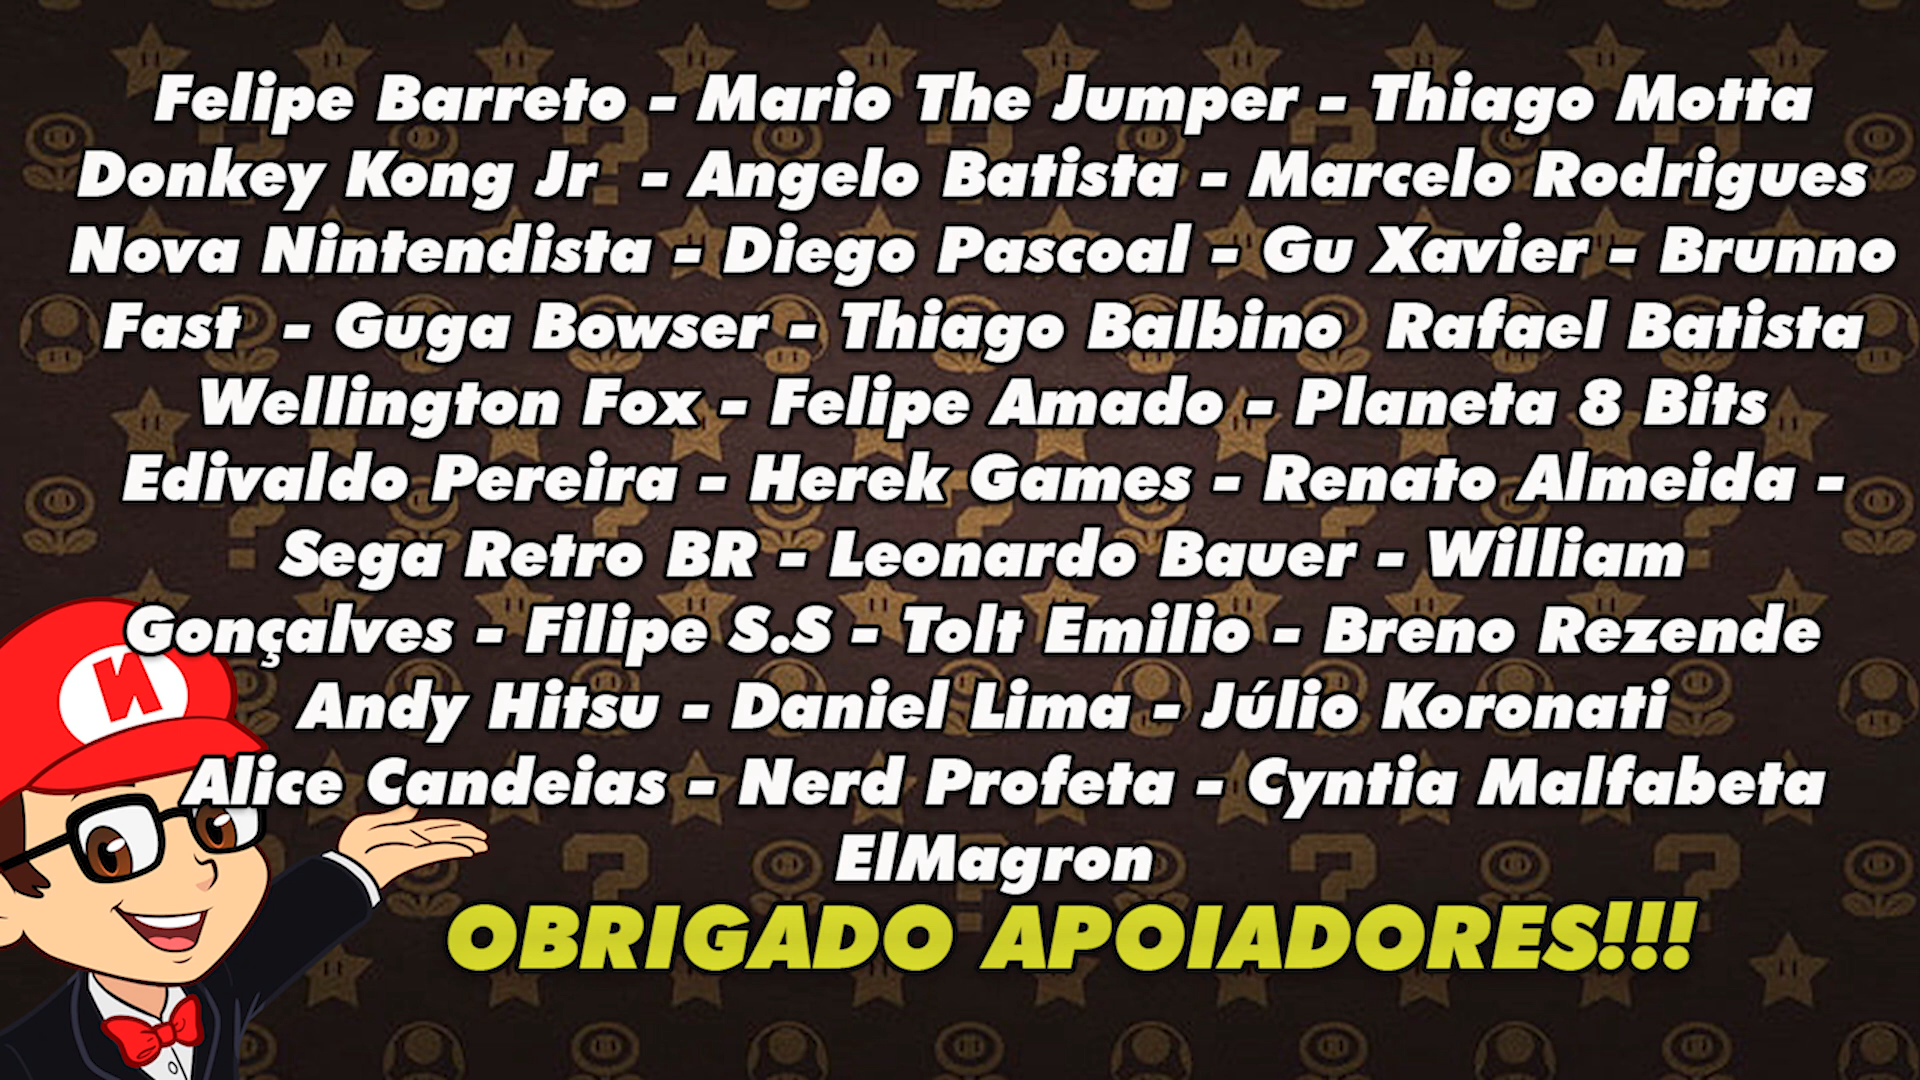 Felipe Barreto - Mario The Jumper - Thiago Motta
Donkey Kong Jr - Angelo Batista - Marcelo Rodrigues
Nova Nintendista - Diego Pascoal - Gu Xavier - Brunno
Fast - Guga Bowser - Thiago Balbino Rafael Batista
Wellington Fox - Felipe Amado - Planeta 8 Bits
Edivaldo Pereira - Herek Games - Renato Almeida -
Sega Retro BR - Leonardo Bauer - William
Gonçalves - Filipe S.S - Tolt Emilio - Breno Rezende
Andy Hitsu - Daniel Lima - Júlio Koronati
Alice Candeias - Nerd Profeta - Cyntia Malfabeta
ElMagron
OBRIGADO APOIADORES!!!